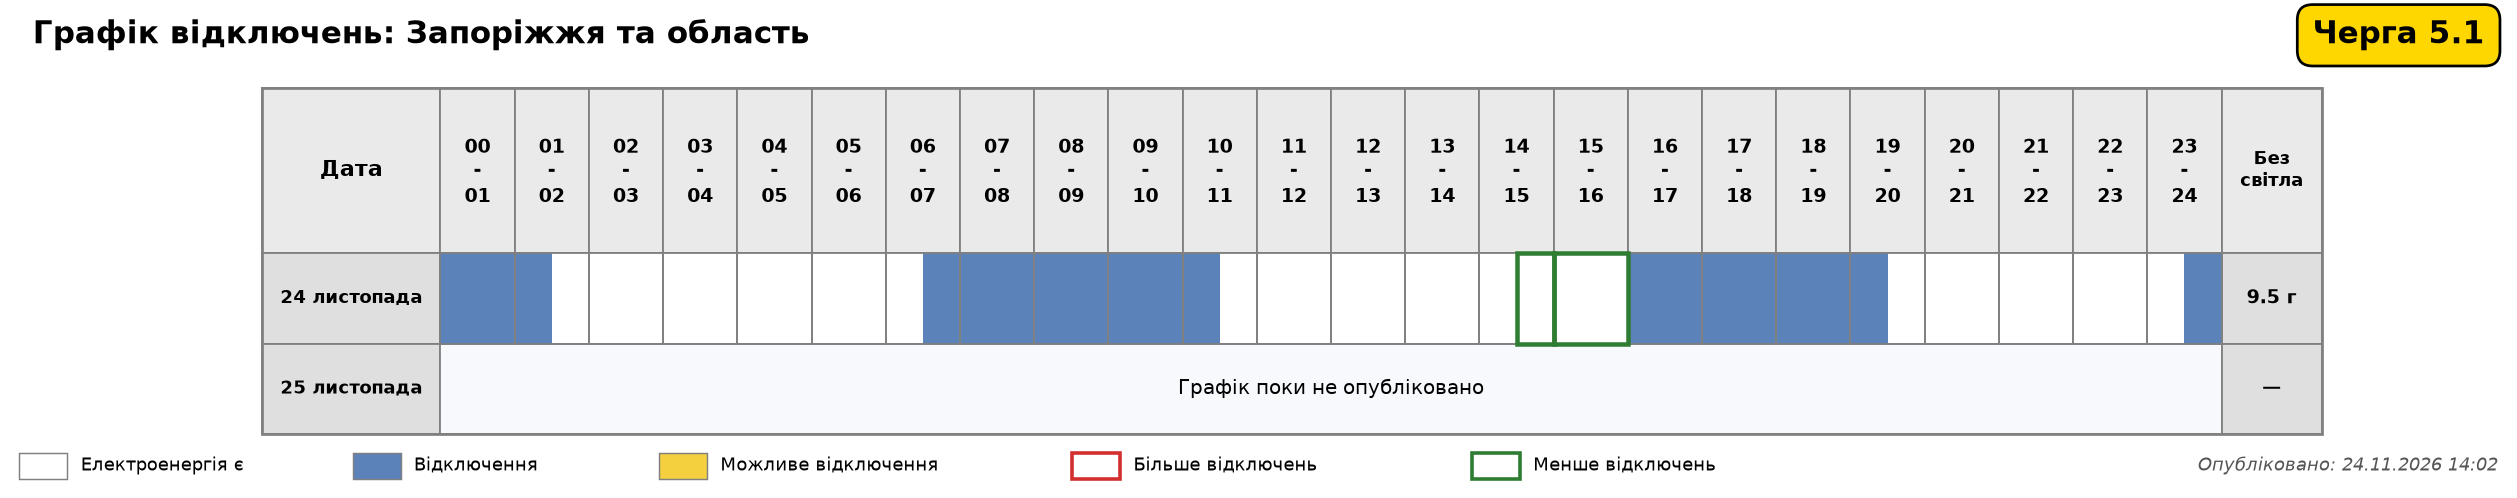 Графік відключень: Запоріжжя та область
Черга 5.1
Дата
00 - 01
01 - 02
02 - 03
03 - 04
04 - 05
05 - 06
06 - 07
07 - 08
08 - 09
09 - 10
10 - 11
11 - 12
12 - 13
13 - 14
14 - 15
15 - 16
16 - 17
17 - 18
18 - 19
19 - 20
20 - 21
21 - 22
22 - 23
23 - 24
Без
світла
24 листопада
9.5 г
25 листопада
Графік поки не опубліковано
—
Електроенергія є
Відключення
Можливе відключення
Більше відключень
Менше відключень
Опубліковано: 24.11.2026 14:02